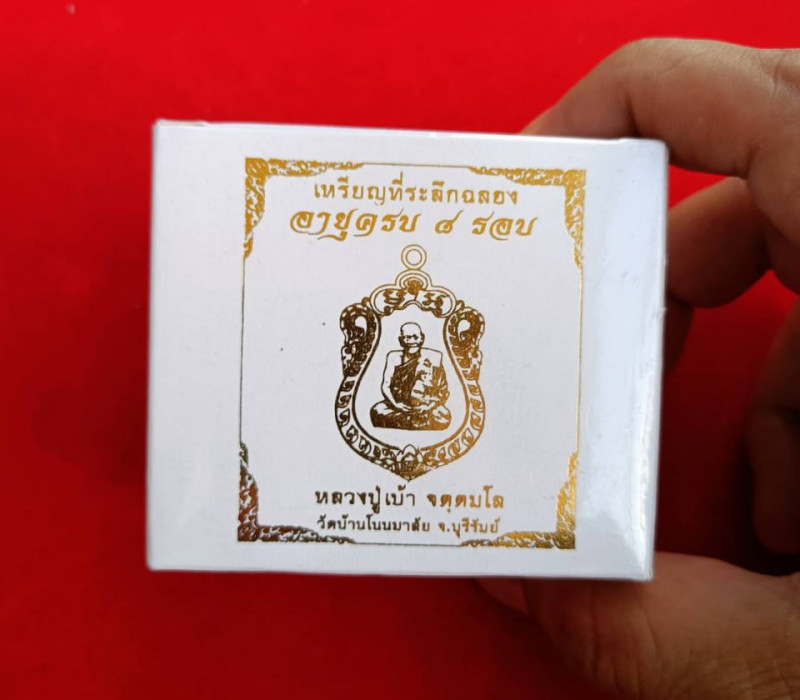 เหรียญที่ระลึกฉลอง
อายุครบ ๘ รอบ
หลวงปู่เบ้า จตฺตมโล
วัดบ้านโนนมาลัย จ.บุรีรัมย์